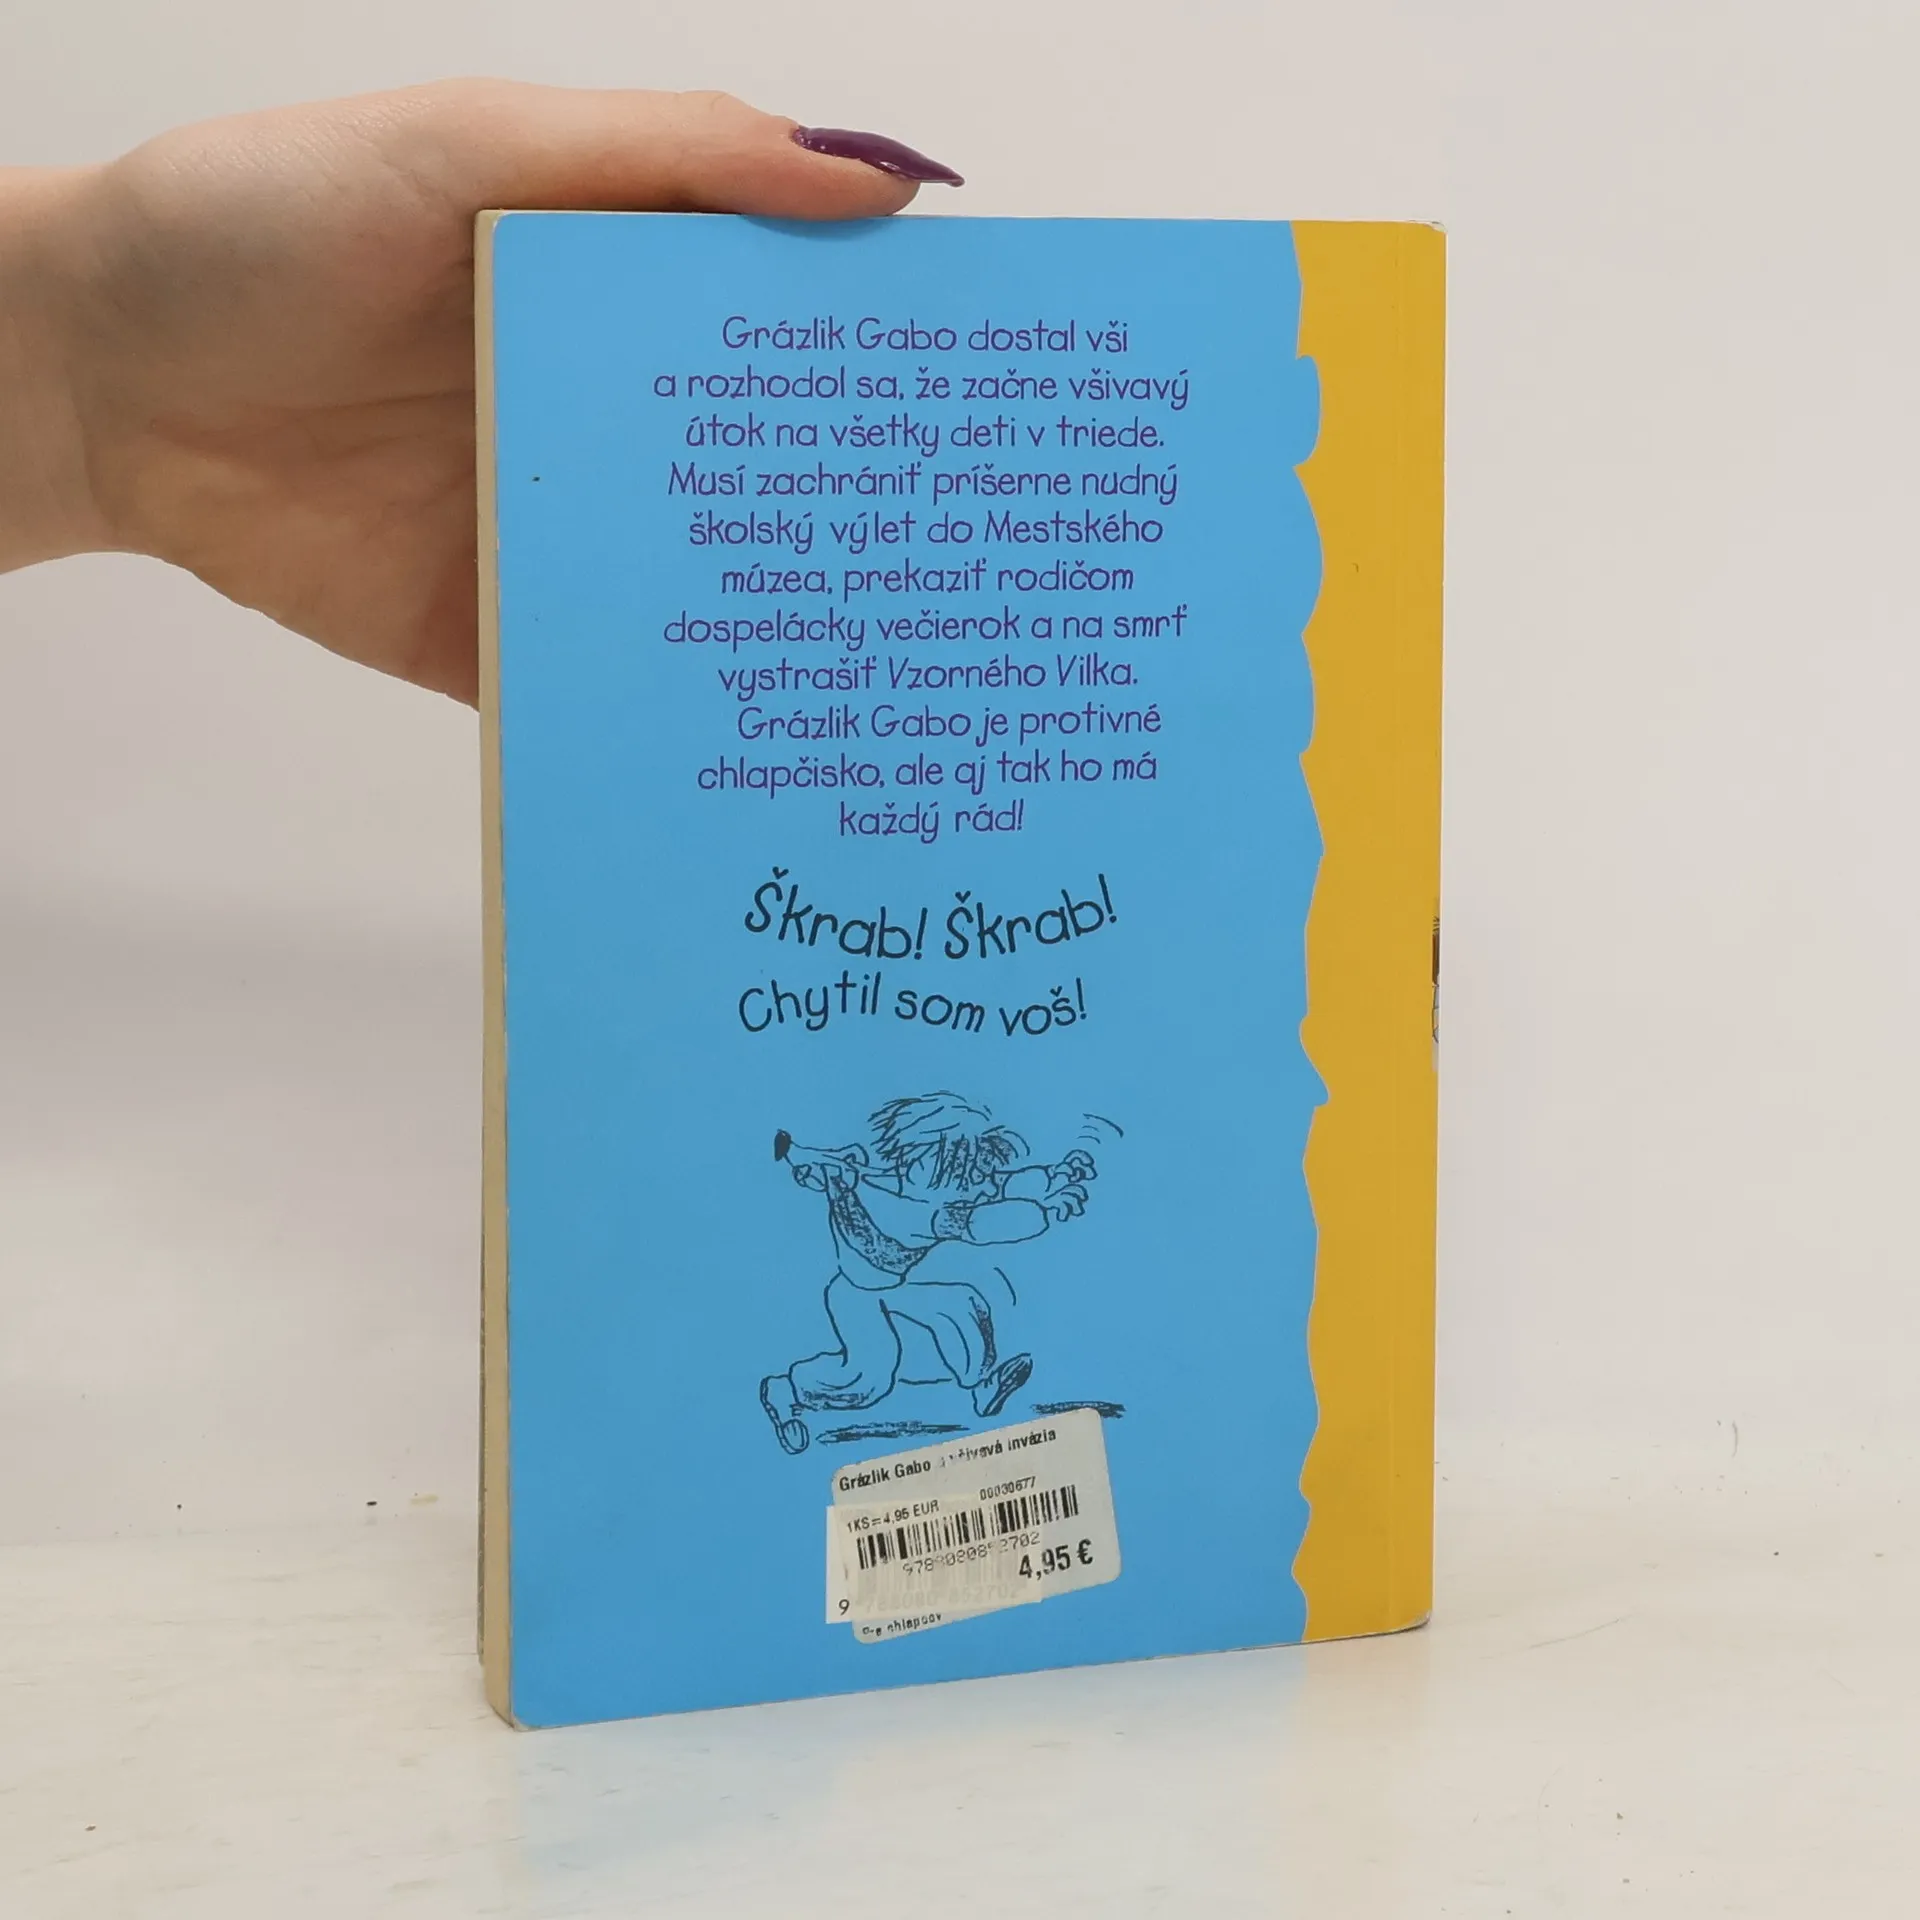 Grázlik Gabo dostal vši
a rozhodol sa, že začne všivavý
útok na všetky deti v triede.
Musí zachrániť príšerne nudný
školský výlet do Mestského
múzea, prekaziť rodičom
dospelácky večierok a na smrť
vystrašiť Vzorného Vilka.
Grázlik Gabo je protivné
chlapčisko, ale aj tak ho má
každý rád!
Škrab! Škrab!
Chytil som voš!
Grázlik Gabo všivavá invázia
1KS=4,95 EUR 00030677
4,95 €
9